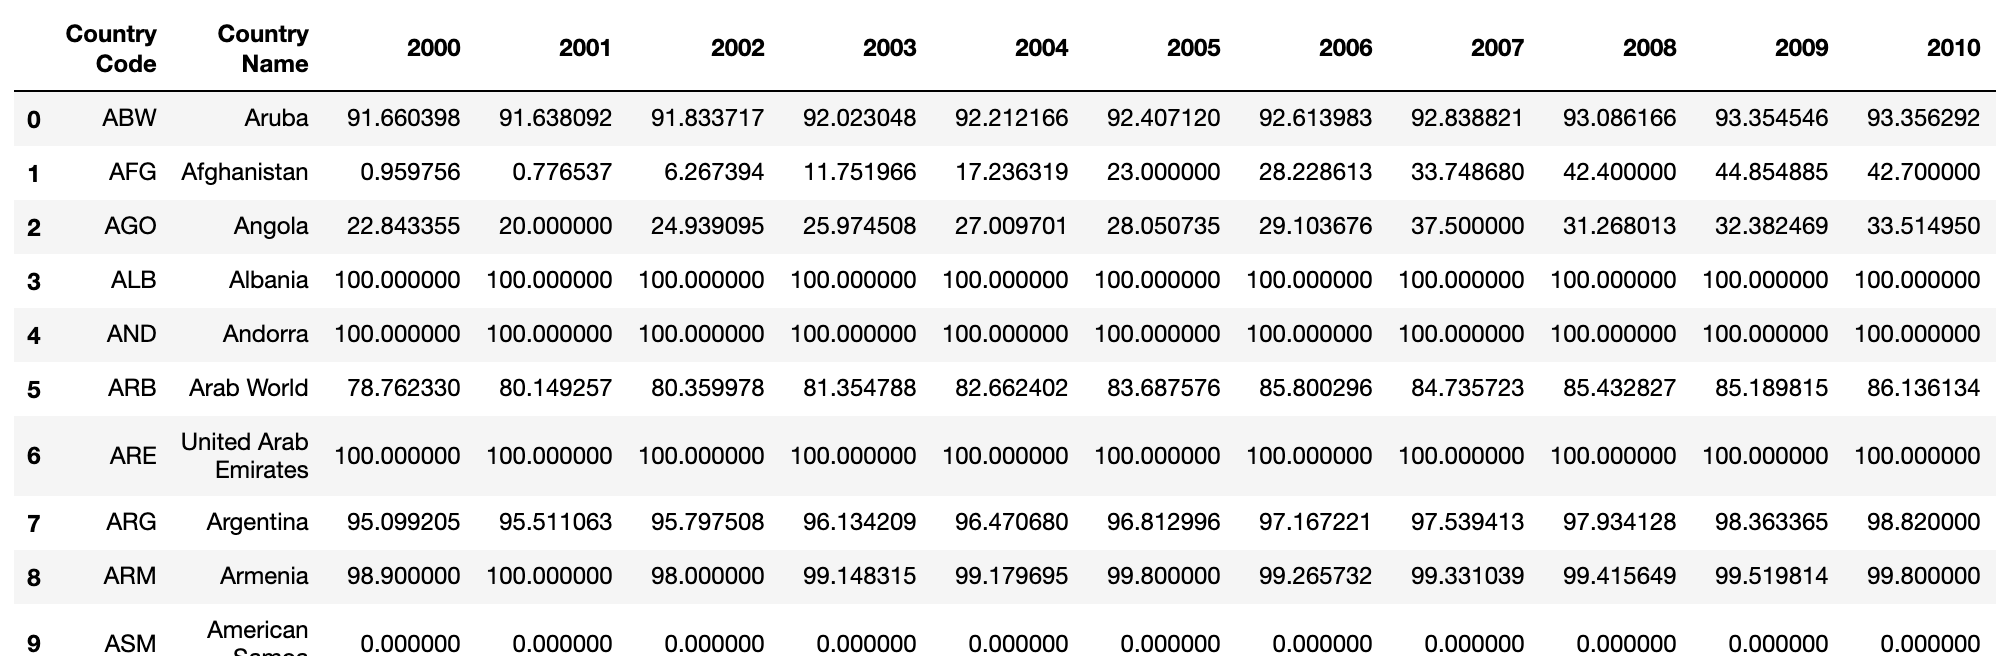 Country Code Country Name 2000 2001 2002 2003 2004 2005 2006 2007 2008 2009 2010
0 ABW Aruba 91.660398 91.638092 91.833717 92.023048 92.212166 92.407120 92.613983 92.838821 93.086166 93.354546 93.356292
1 AFG Afghanistan 0.959756 0.776537 6.267394 11.751966 17.236319 23.000000 28.228613 33.748680 42.400000 44.854885 42.700000
2 AGO Angola 22.843355 20.000000 24.939095 25.974508 27.009701 28.050735 29.103676 37.500000 31.268013 32.382469 33.514950
3 ALB Albania 100.000000 100.000000 100.000000 100.000000 100.000000 100.000000 100.000000 100.000000 100.000000 100.000000 100.000000
4 AND Andorra 100.000000 100.000000 100.000000 100.000000 100.000000 100.000000 100.000000 100.000000 100.000000 100.000000 100.000000
5 ARB Arab World 78.762330 80.149257 80.359978 81.354788 82.662402 83.687576 85.800296 84.735723 85.432827 85.189815 86.136134
6 ARE United Arab Emirates 100.000000 100.000000 100.000000 100.000000 100.000000 100.000000 100.000000 100.000000 100.000000 100.000000 100.000000
7 ARG Argentina 95.099205 95.511063 95.797508 96.134209 96.470680 96.812996 97.167221 97.539413 97.934128 98.363365 98.820000
8 ARM Armenia 98.900000 100.000000 98.000000 99.148315 99.179695 99.800000 99.265732 99.331039 99.415649 99.519814 99.800000
9 ASM American 0.000000 0.000000 0.000000 0.000000 0.000000 0.000000 0.000000 0.000000 0.000000 0.000000 0.000000